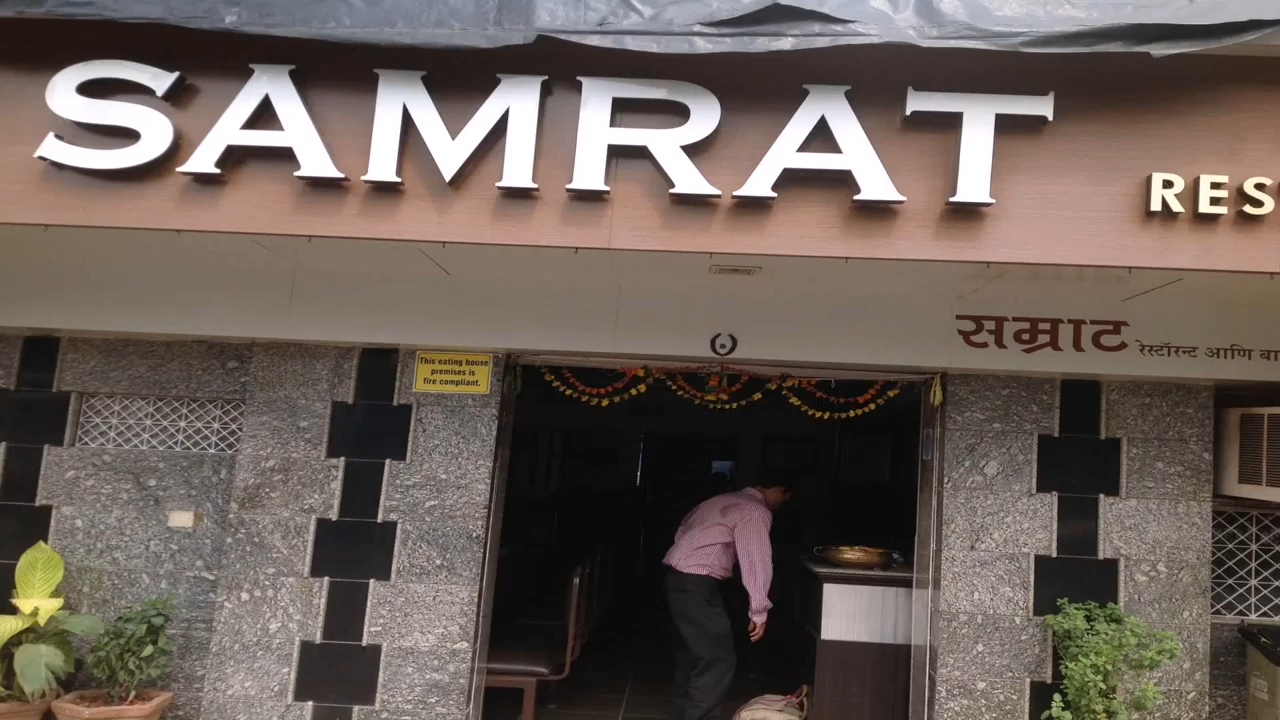 SAMRAT
RES
सम्राट
रेस्टॉरन्ट आणि बा
This eating house
premises is
fire compliant.